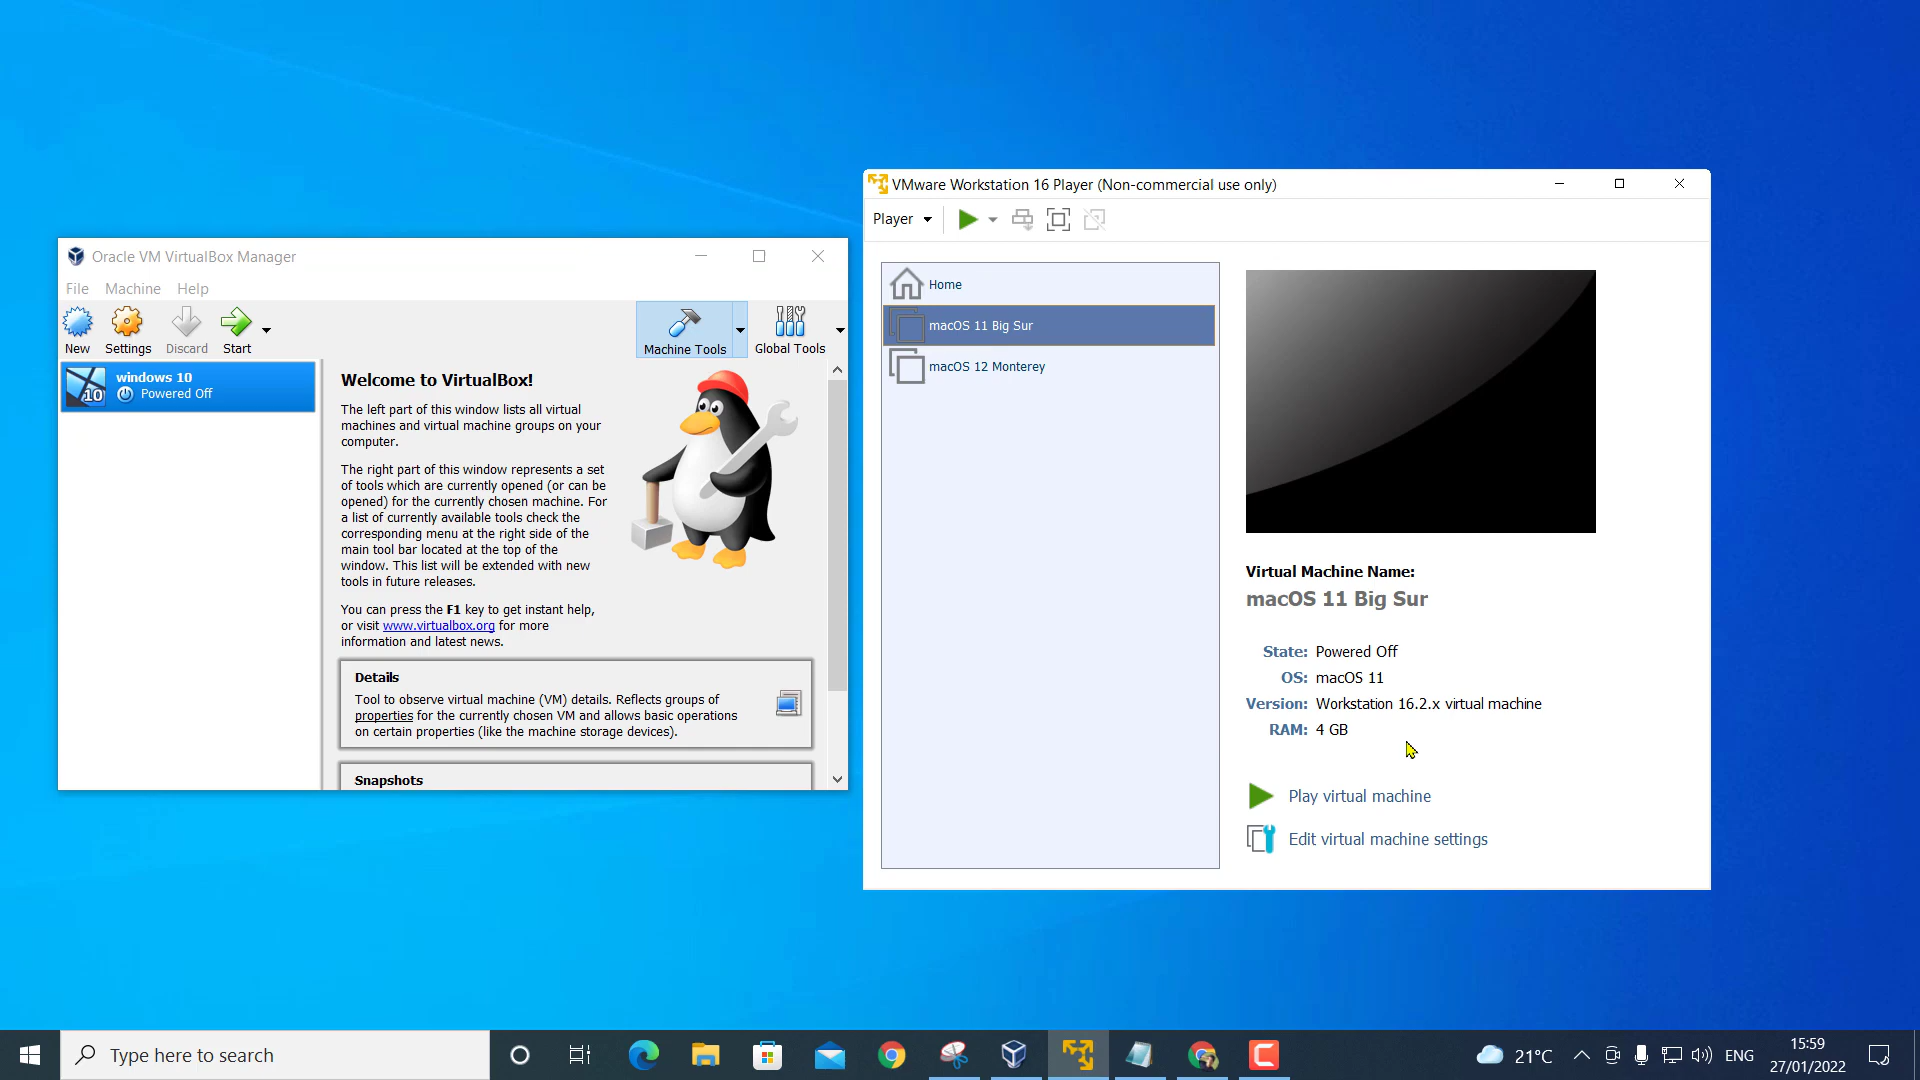 Oracle VM VirtualBox Manager
File Machine Help
New Settings Discard Start
Machine Tools Global Tools
windows 10
Powered Off
10
Welcome to VirtualBox!
The left part of this window lists all virtual
machines and virtual machine groups on your
computer.
The right part of this window represents a set
of tools which are currently opened (or can be
opened) for the currently chosen machine. For
a list of currently available tools check the
corresponding menu at the right side of the
main tool bar located at the top of the
window. This list will be extended with new
tools in future releases.
You can press the F1 key to get instant help,
or visit www.virtualbox.org for more
information and latest news.
Details
Tool to observe virtual machine (VM) details. Reflects groups of
properties for the currently chosen VM and allows basic operations
on certain properties (like the machine storage devices).
Snapshots
VMware Workstation 16 Player (Non-commercial use only)
Player
Home
macOS 11 Big Sur
macOS 12 Monterey
Virtual Machine Name:
macOS 11 Big Sur
State: Powered Off
OS: macOS 11
Version: Workstation 16.2.x virtual machine
RAM: 4 GB
Play virtual machine
Edit virtual machine settings
Type here to search
21°C
ENG
15:59
27/01/2022